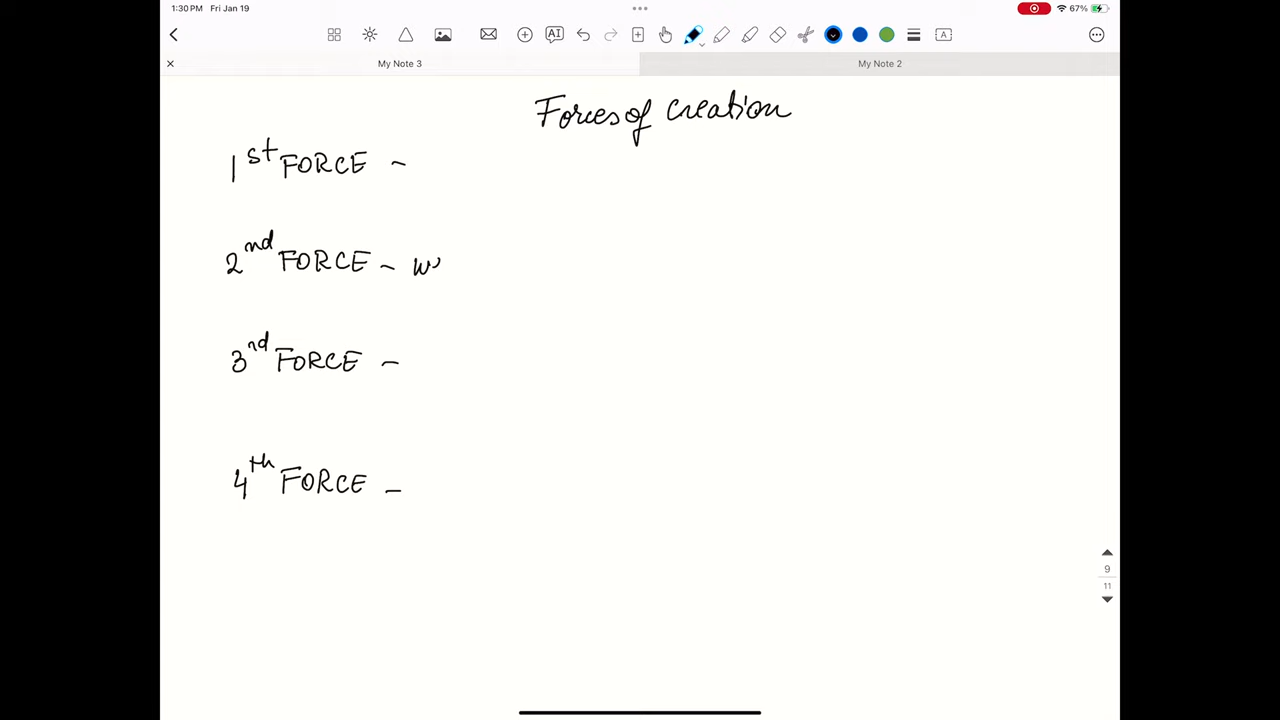 1:30 PM Fri Jan 19
67%
AI
A
My Note 3
My Note 2
Forces of creation
1st FORCE -
2nd FORCE - w
3rd FORCE -
4th FORCE -
9
11